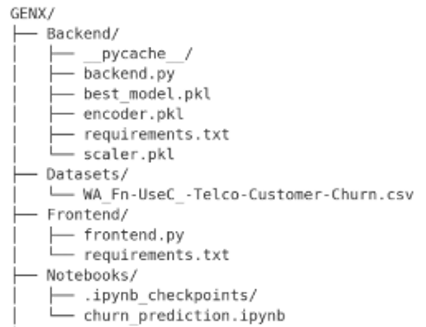 GENX/
├── Backend/
│   ├── __pycache__/
│   ├── backend.py
│   ├── best_model.pkl
│   ├── encoder.pkl
│   ├── requirements.txt
│   └── scaler.pkl
├── Datasets/
│   └── WA_Fn-UseC_-Telco-Customer-Churn.csv
├── Frontend/
│   ├── frontend.py
│   └── requirements.txt
├── Notebooks/
│   ├── .ipynb_checkpoints/
│   └── churn_prediction.ipynb